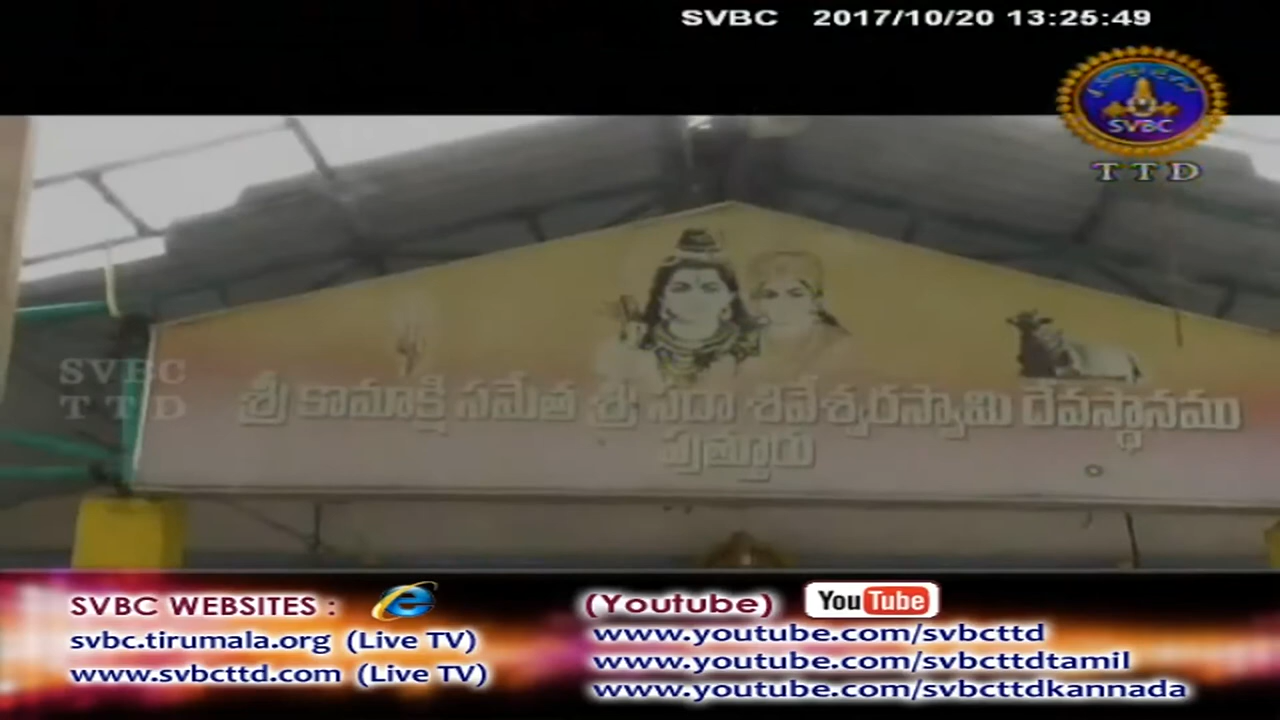 SVBC 2017/10/20 13:25:49
SVBC
TTD
SVBC
TTD
శ్రీ కామాక్షి సమేత శ్రీ సదా శివేశ్వరస్వామి దేవస్థానము
పుత్తూరు
SVBC WEBSITES :
svbc.tirumala.org (Live TV)
www.svbcttd.com (Live TV)
(Youtube) YouTube
www.youtube.com/svbcttd
www.youtube.com/svbcttdtamil
www.youtube.com/svbcttdkannada